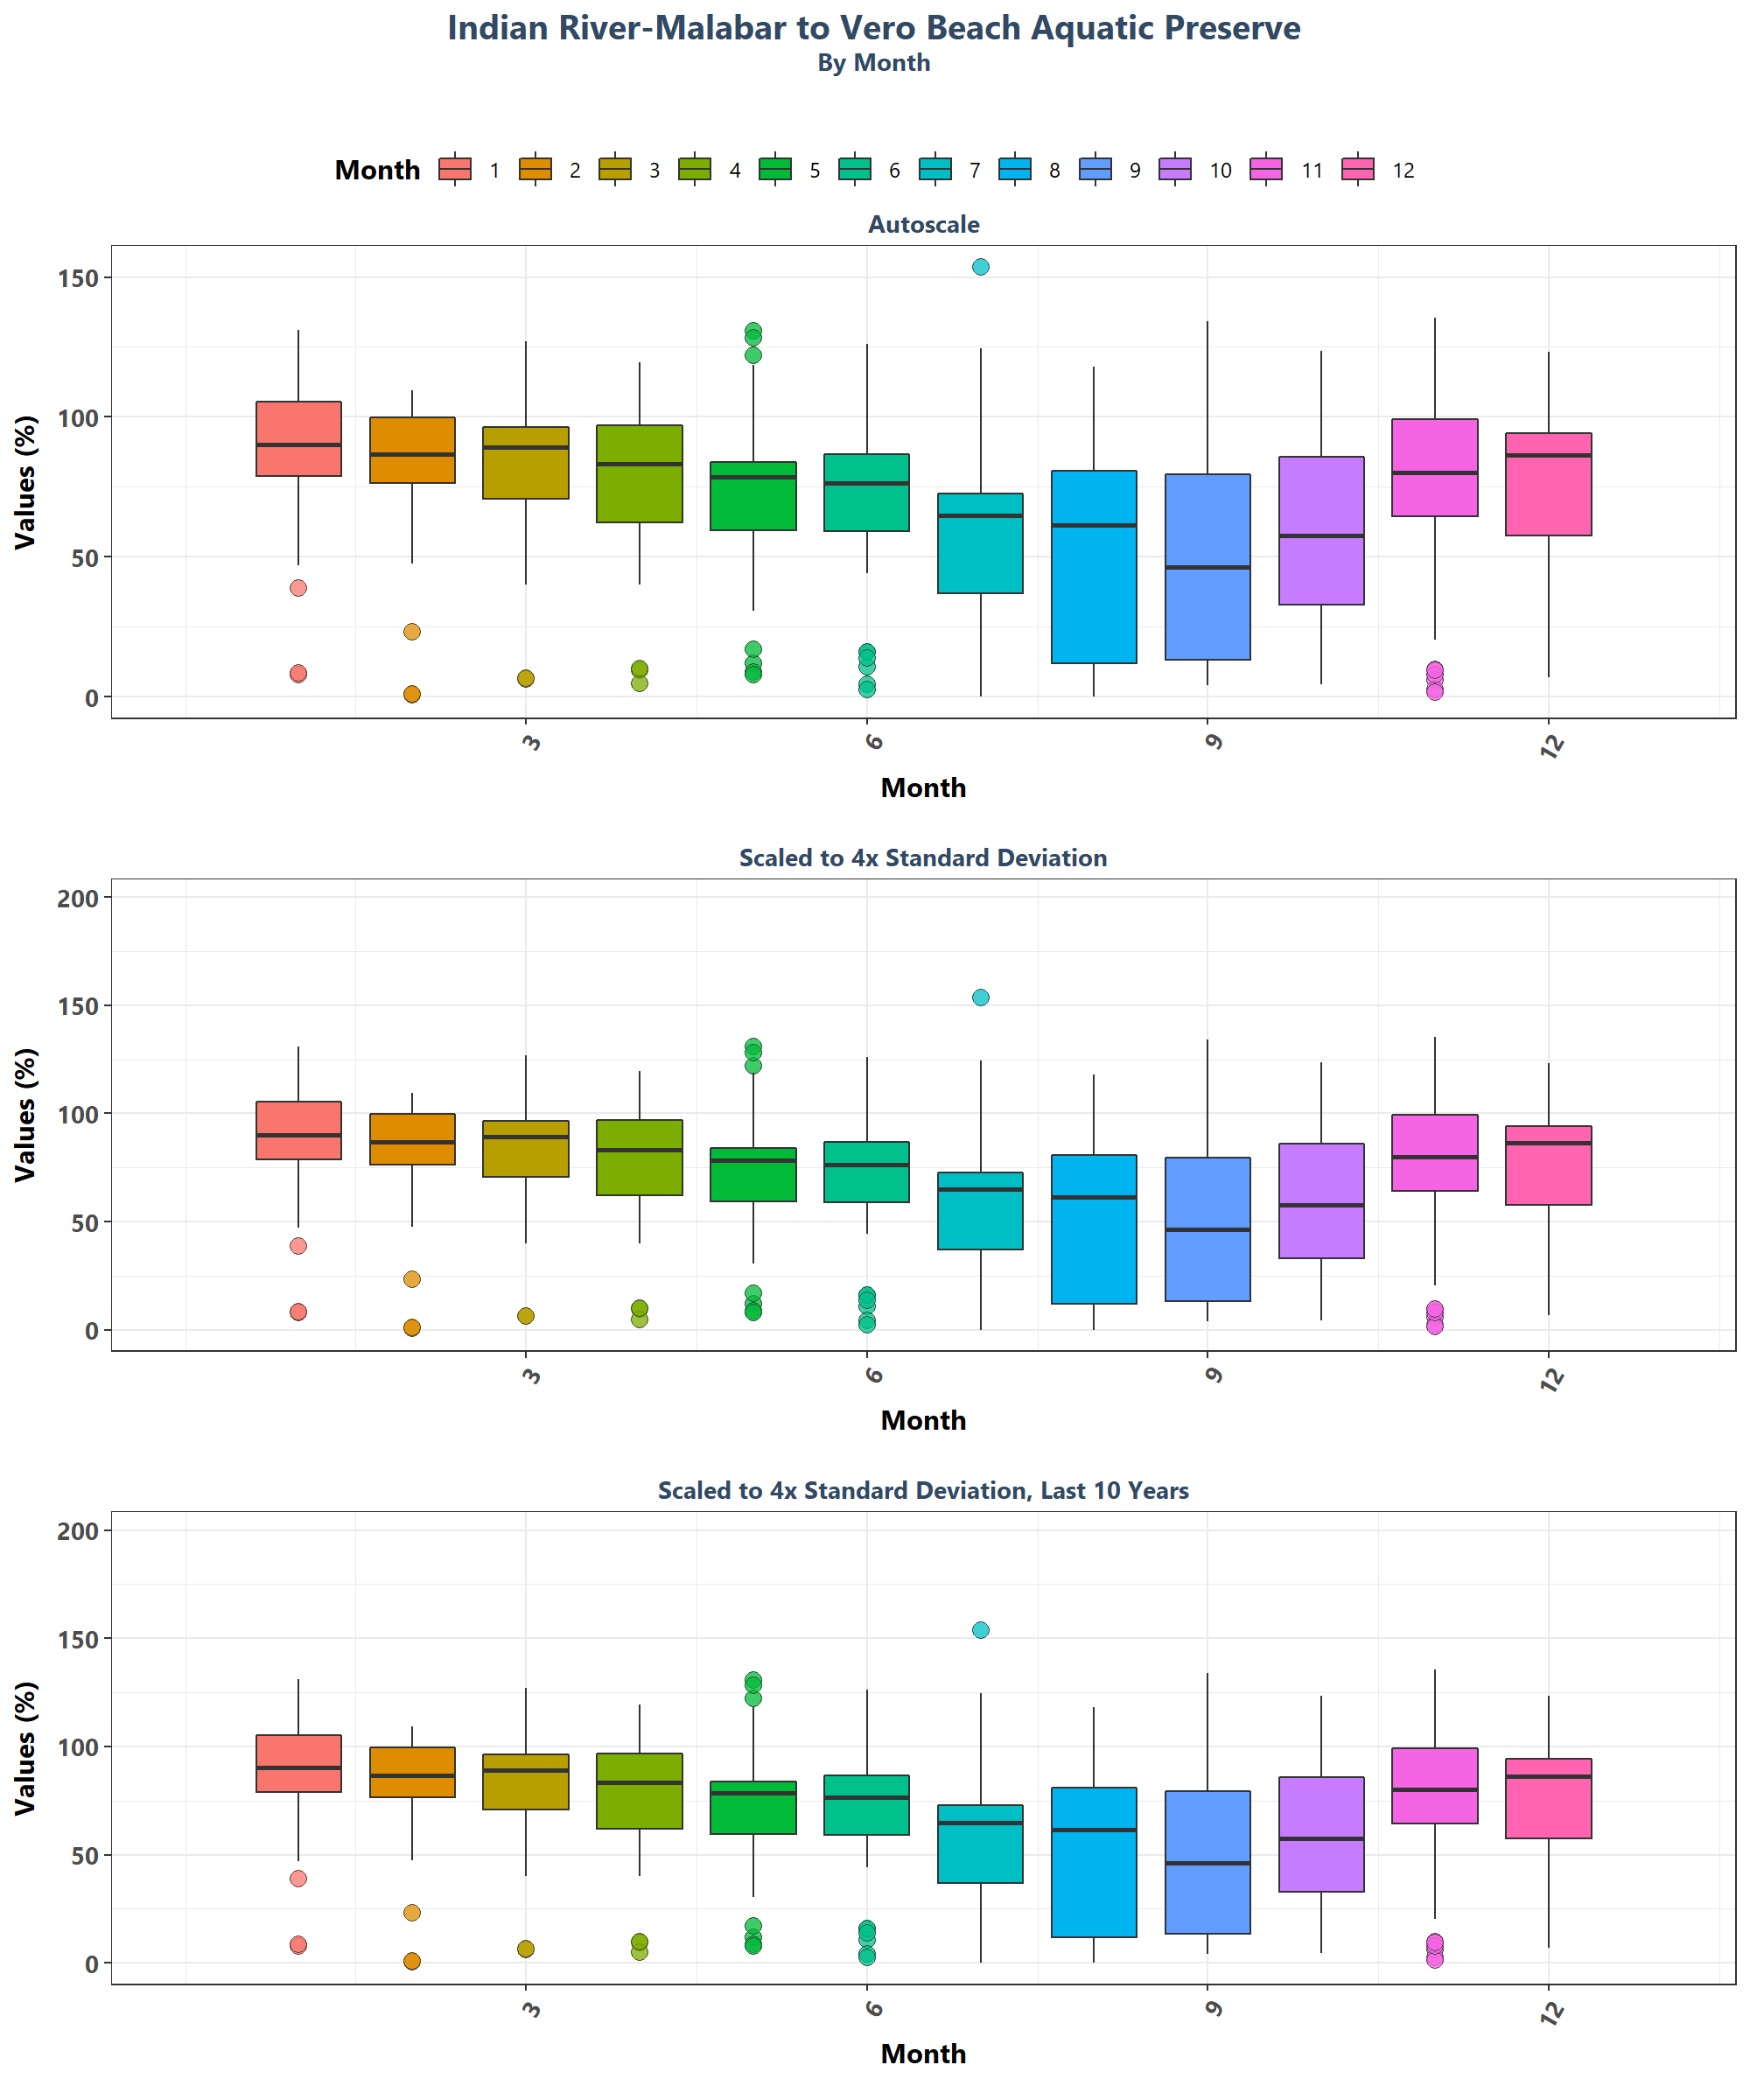 Indian River-Malabar to Vero Beach Aquatic Preserve
By Month
Month 1 2 3 4 5 6 7 8 9 10 11 12
Autoscale
Values (%)
150
100
50
0
3 6 9 12
Month
Scaled to 4x Standard Deviation
Values (%)
200
150
100
50
0
3 6 9 12
Month
Scaled to 4x Standard Deviation, Last 10 Years
Values (%)
200
150
100
50
0
3 6 9 12
Month